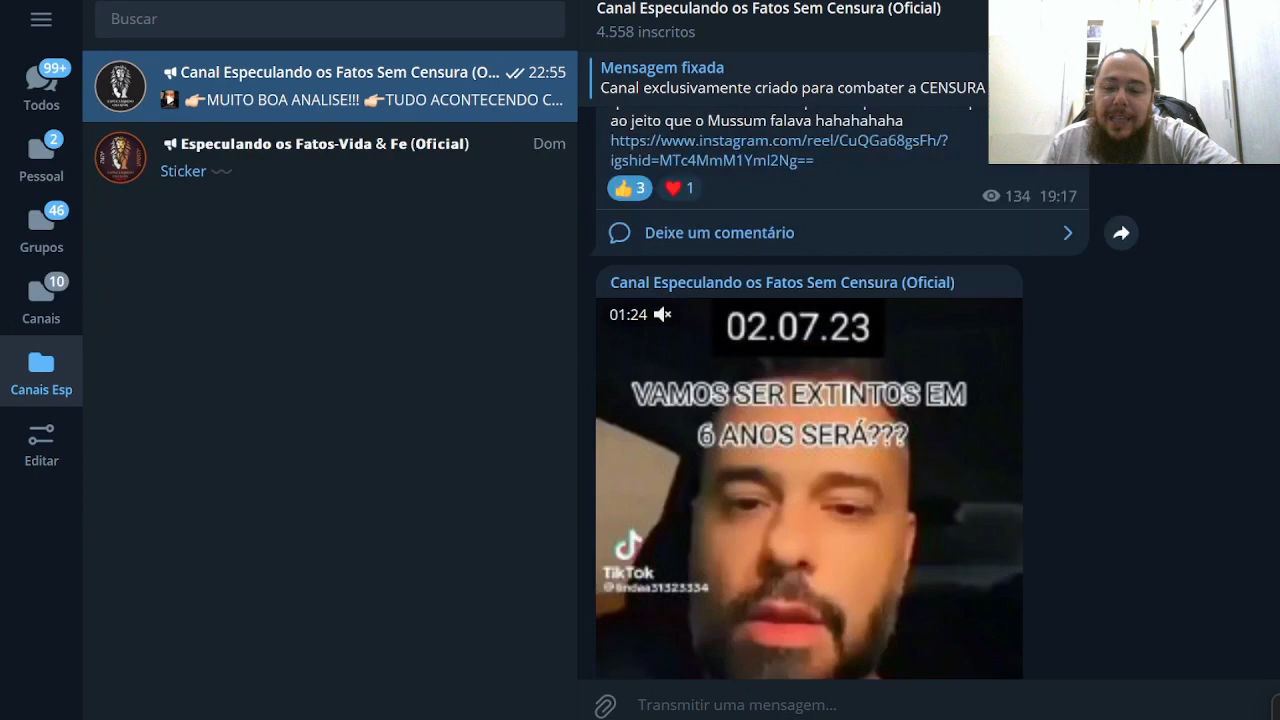 Buscar
99+
Todos
2
Pessoal
46
Grupos
10
Canais
Canais Esp
Editar
Canal Especulando os Fatos Sem Censura (O... 22:55
MUITO BOA ANALISE!!! TUDO ACONTECENDO C...
Especulando os Fatos-Vida & Fe (Oficial) Dom
Sticker
Canal Especulando os Fatos Sem Censura (Oficial)
4.558 inscritos
Mensagem fixada
Canal exclusivamente criado para combater a CENSURA
ao jeito que o Mussum falava hahahahaha
https://www.instagram.com/reel/CuQGa68gsFh/?
igshid=MTc4MmM1Yml2Ng==
3 1 134 19:17
Deixe um comentário
Canal Especulando os Fatos Sem Censura (Oficial)
01:24
02.07.23
VAMOS SER EXTINTOS EM
6 ANOS SERÁ???
TikTok
@lindaa31323334
Transmitir uma mensagem...